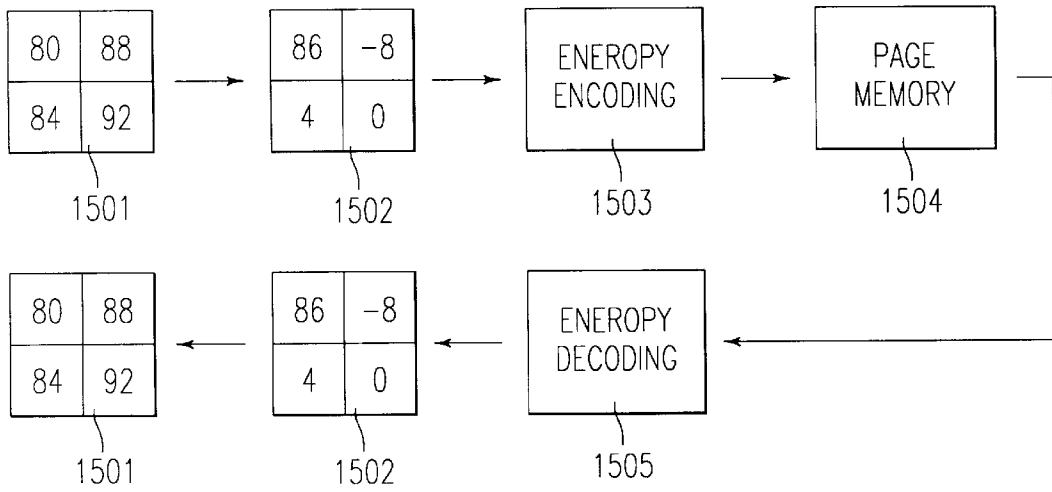 80 88
84 92
1501
86 -8
4 0
1502
ENEROPY
ENCODING
1503
PAGE
MEMORY
1504
80 88
84 92
1501
86 -8
4 0
1502
ENEROPY
DECODING
1505